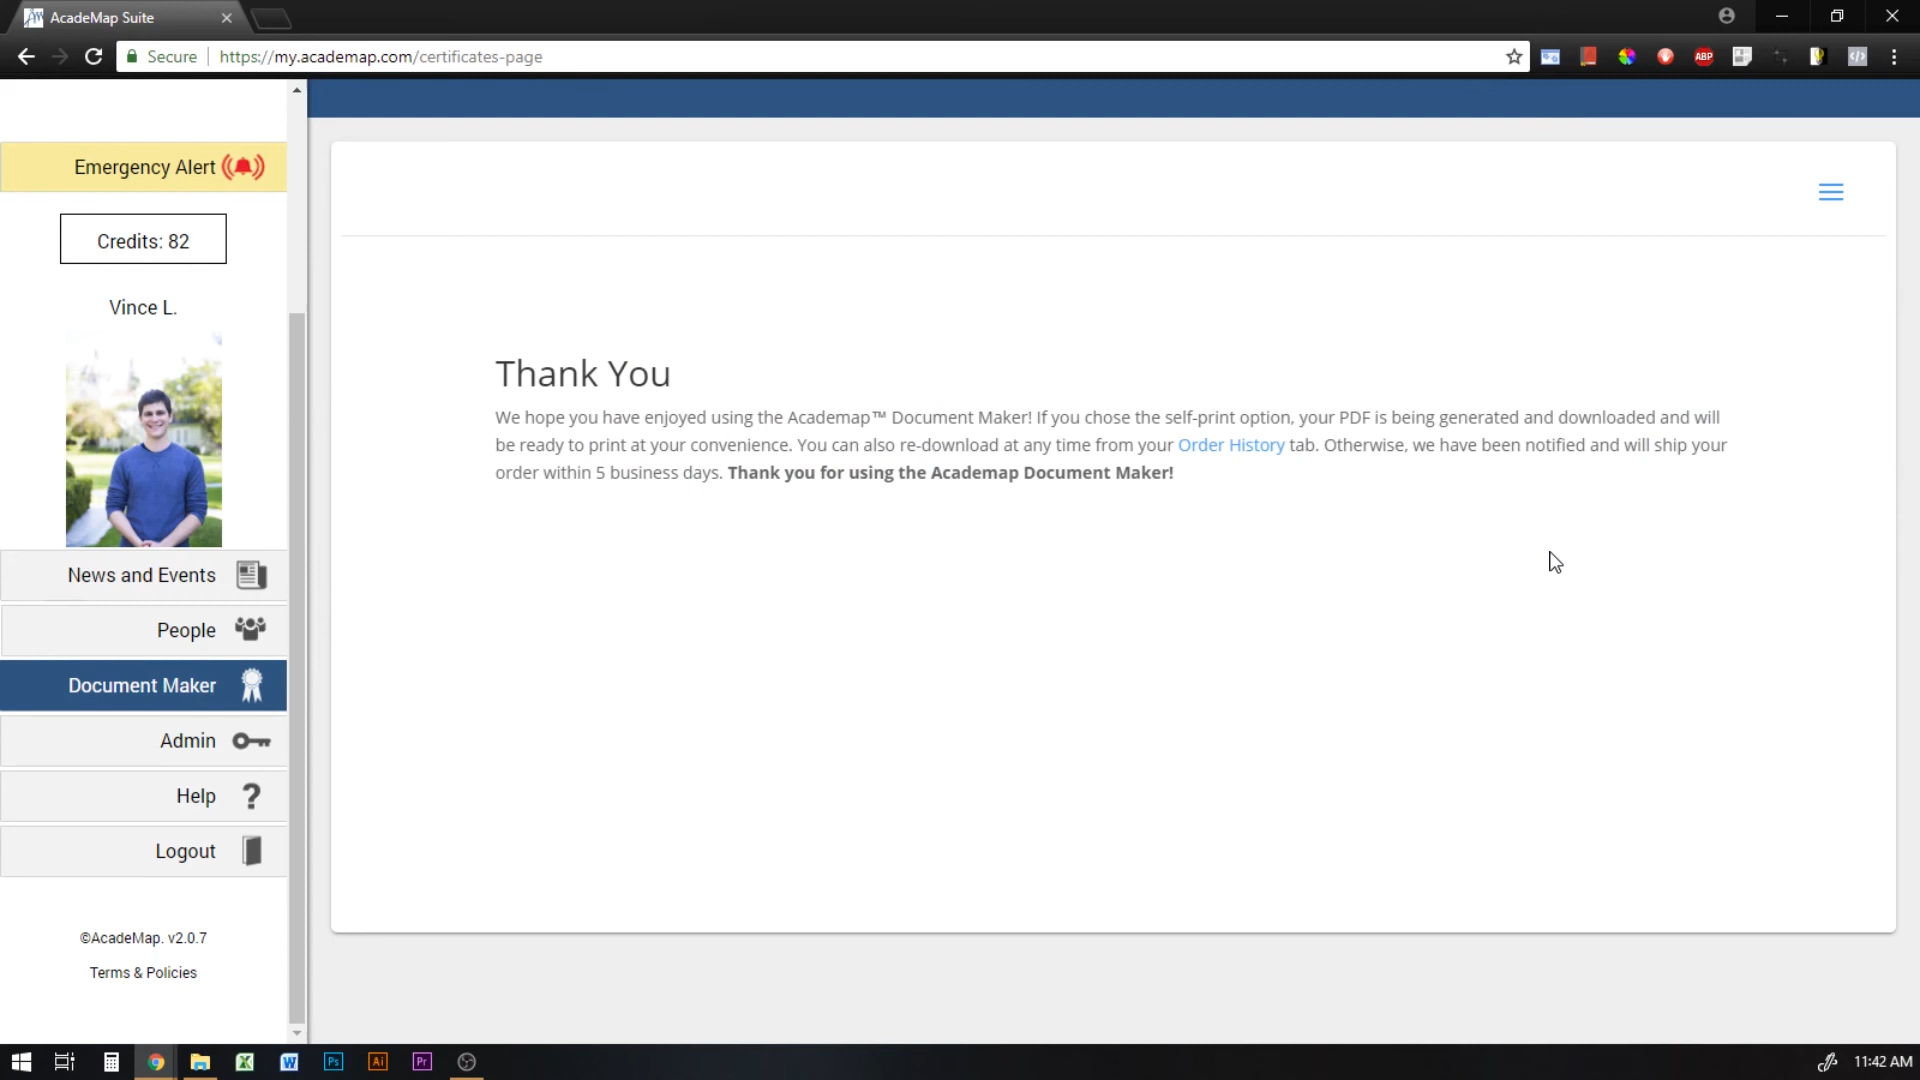 AcadeMap Suite
Secure
https://my.academap.com/certificates-page
ABP
Emergency Alert
Credits: 82
Vince L.
News and Events
People
Document Maker
Admin
Help
?
Logout
©AcadeMap. v2.0.7
Terms & Policies
Thank You
We hope you have enjoyed using the Academap™ Document Maker! If you chose the self-print option, your PDF is being generated and downloaded and will
be ready to print at your convenience. You can also re-download at any time from your Order History tab. Otherwise, we have been notified and will ship your
order within 5 business days. Thank you for using the Academap Document Maker!
Ps
Ai
Pr
11:42 AM